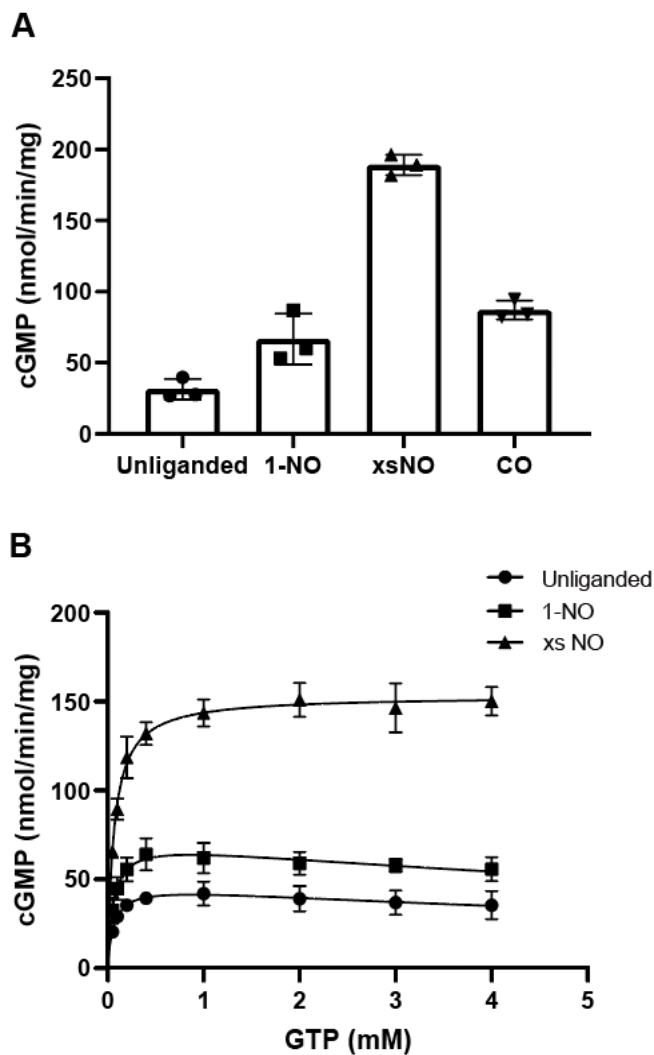 A
250
200
150
100
50
0
cGMP (nmol/min/mg)
Unliganded 1-NO xsNO CO
B
Unliganded
1-NO
xs NO
200
150
100
50
0
cGMP (nmol/min/mg)
0 1 2 3 4 5
GTP (mM)